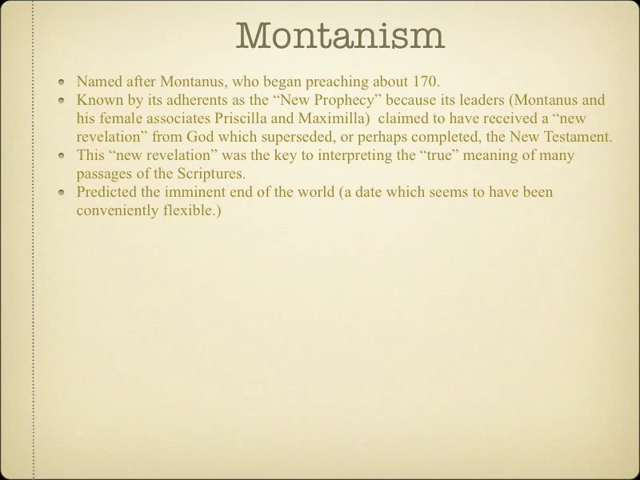 Montanism
• Named after Montanus, who began preaching about 170.
• Known by its adherents as the “New Prophecy” because its leaders (Montanus and
his female associates Priscilla and Maximilla)  claimed to have received a “new
revelation” from God which superseded, or perhaps completed, the New Testament.
• This “new revelation” was the key to interpreting the “true” meaning of many
passages of the Scriptures.
• Predicted the imminent end of the world (a date which seems to have been
conveniently flexible.)